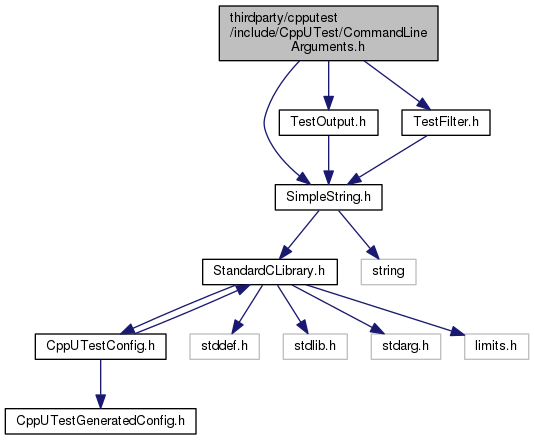 thirdparty/cpputest
/include/CppUTest/CommandLine
Arguments.h
TestOutput.h
TestFilter.h
SimpleString.h
StandardCLibrary.h
string
CppUTestConfig.h
stddef.h
stdlib.h
stdarg.h
limits.h
CppUTestGeneratedConfig.h